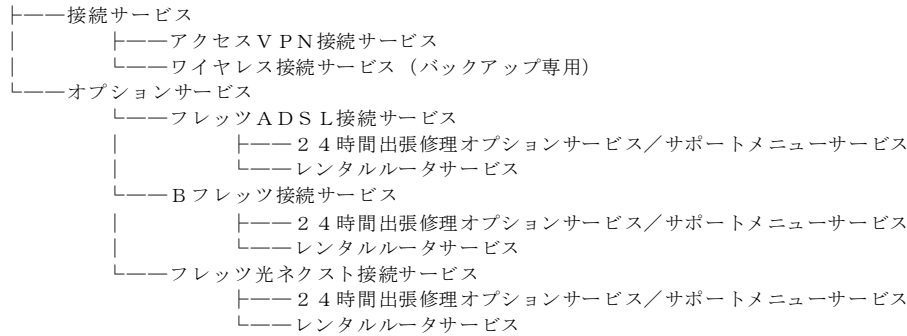 ├――接続サービス
│　　├――アクセスＶＰＮ接続サービス
│　　└――ワイヤレス接続サービス（バックアップ専用）
└――オプションサービス
　　　└――フレッツＡＤＳＬ接続サービス
　　　│　　├――２４時間出張修理オプションサービス／サポートメニューサービス
　　　│　　└――レンタルルータサービス
　　　└――Ｂフレッツ接続サービス
　　　│　　├――２４時間出張修理オプションサービス／サポートメニューサービス
　　　│　　└――レンタルルータサービス
　　　└――フレッツ光ネクスト接続サービス
　　　　　　├――２４時間出張修理オプションサービス／サポートメニューサービス
　　　　　　└――レンタルルータサービス